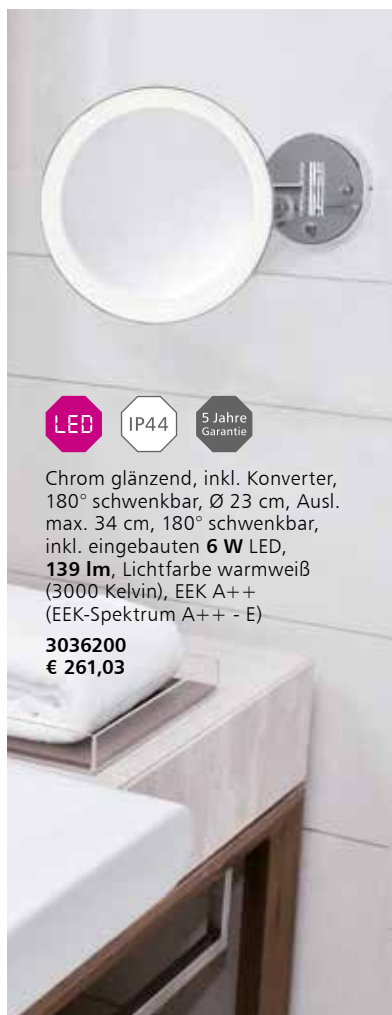 LED
IP44
5 Jahre
Garantie
Chrom glänzend, inkl. Konverter,
180° schwenkbar, Ø 23 cm, Ausl.
max. 34 cm, 180° schwenkbar,
inkl. eingebauten 6 W LED,
139 lm, Lichtfarbe warmweiß
(3000 Kelvin), EEK A++
(EEK-Spektrum A++ - E)
3036200
€ 261,03